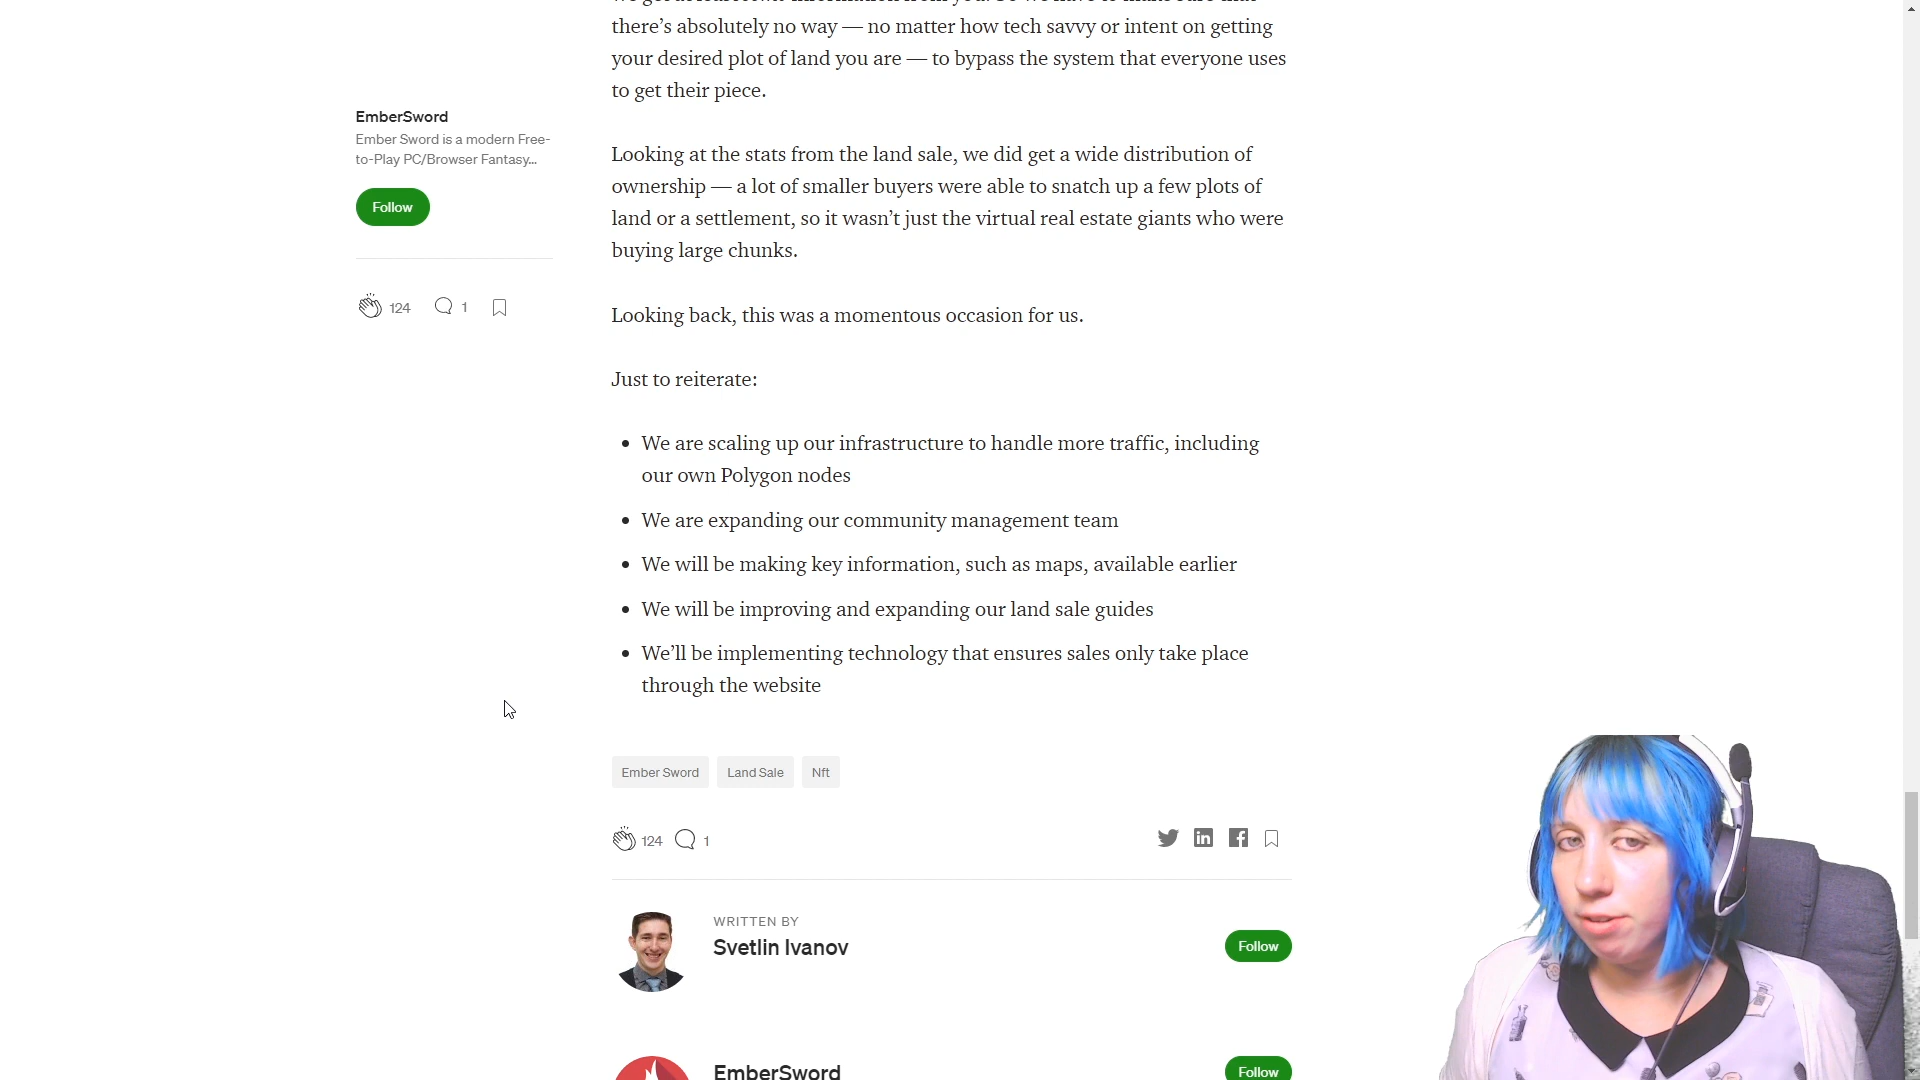 there's absolutely no way — no matter how tech savvy or intent on getting
your desired plot of land you are — to bypass the system that everyone uses
to get their piece.
EmberSword
Ember Sword is a modern Free-
to-Play PC/Browser Fantasy...
Follow
124 1
Looking at the stats from the land sale, we did get a wide distribution of
ownership — a lot of smaller buyers were able to snatch up a few plots of
land or a settlement, so it wasn't just the virtual real estate giants who were
buying large chunks.
Looking back, this was a momentous occasion for us.
Just to reiterate:
• We are scaling up our infrastructure to handle more traffic, including
our own Polygon nodes
• We are expanding our community management team
• We will be making key information, such as maps, available earlier
• We will be improving and expanding our land sale guides
• We'll be implementing technology that ensures sales only take place
through the website
Ember Sword Land Sale Nft
124 1
WRITTEN BY
Svetlin Ivanov
Follow
EmberSword
Follow